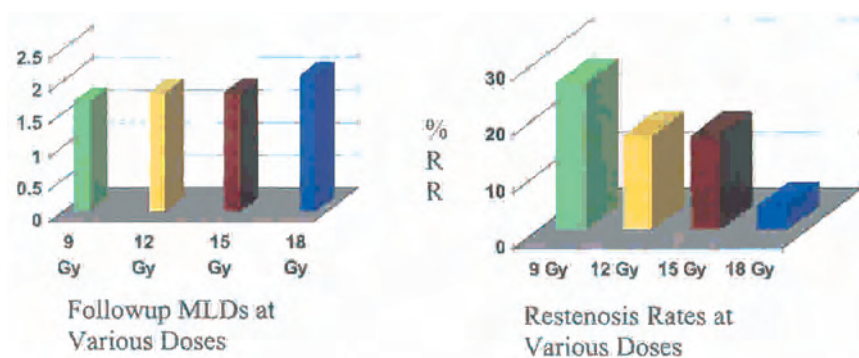 2.5
2
1.5
1
0.5
0
9
Gy
12
Gy
15
Gy
18
Gy
Followup MLDs at
Various Doses
30
20
10
0
%
R
R
9 Gy 12 Gy 15 Gy 18 Gy
Restenosis Rates at
Various Doses